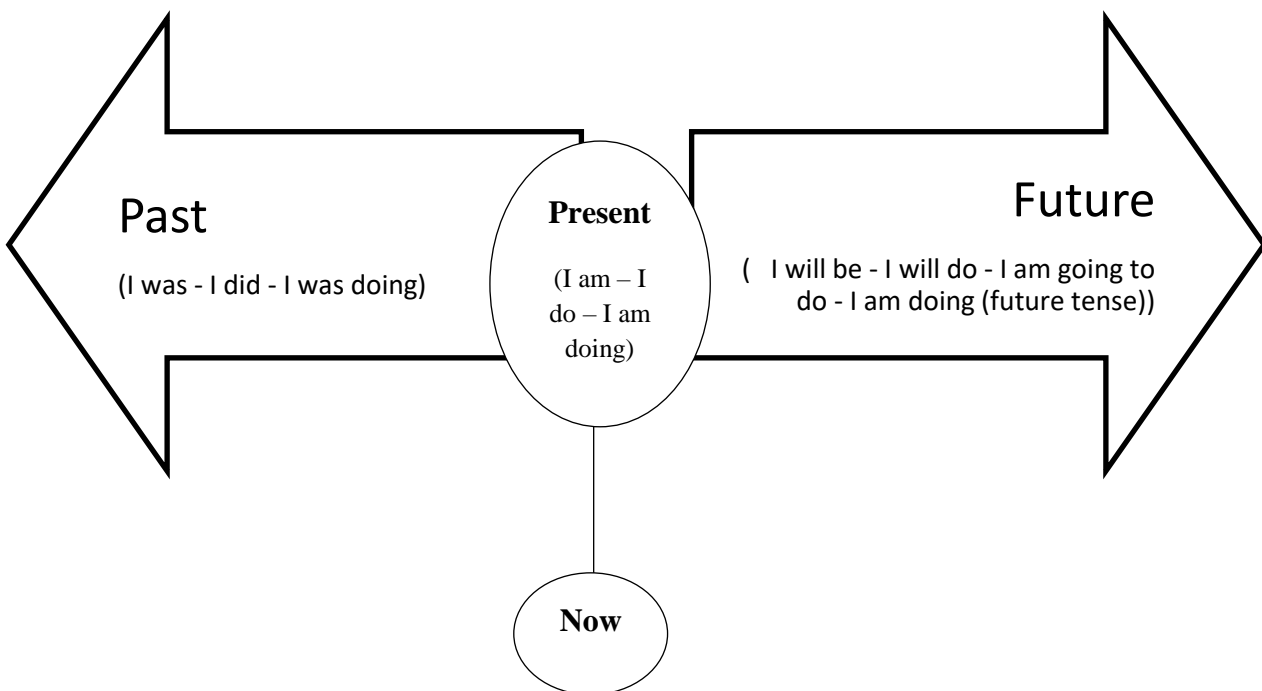 Past
(I was - I did - I was doing)
Present
(I am – I
do – I am
doing)
Future
( I will be - I will do - I am going to
do - I am doing (future tense))
Now